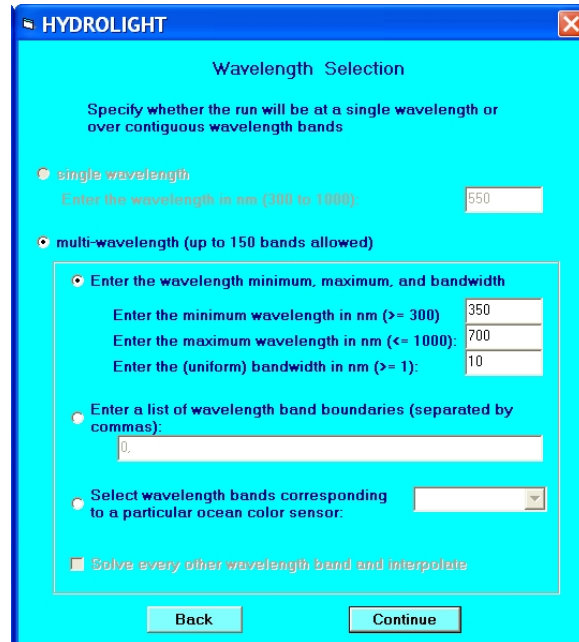 HYDROLIGHT
Wavelength Selection
Specify whether the run will be at a single wavelength or
over contiguous wavelength bands
single wavelength
Enter the wavelength in nm (300 to 1000): 550
multi-wavelength (up to 150 bands allowed)
Enter the wavelength minimum, maximum, and bandwidth
Enter the minimum wavelength in nm (>= 300) 350
Enter the maximum wavelength in nm (<= 1000): 700
Enter the (uniform) bandwidth in nm (>= 1): 10
Enter a list of wavelength band boundaries (separated by
commas):
0,
Select wavelength bands corresponding
to a particular ocean color sensor:
Solve every other wavelength band and interpolate
Back Continue